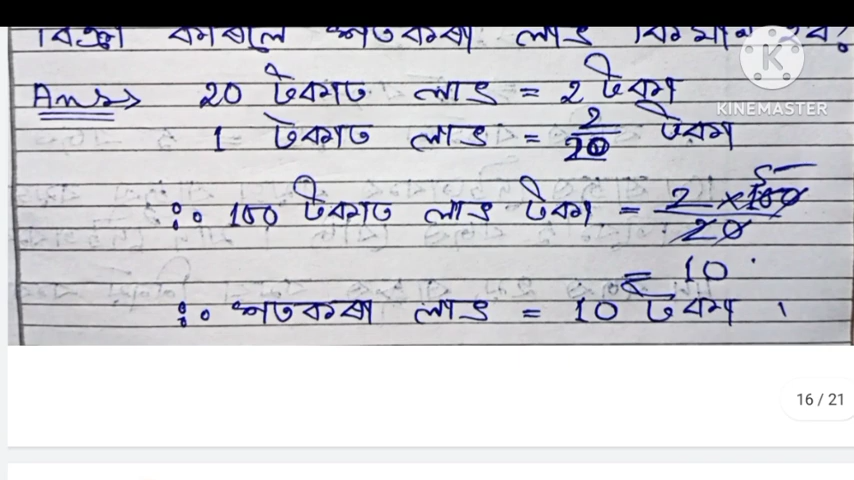 বিক্ৰী কৰিলে শতকৰা লাভ কিমান হ'ব?
Ans⇒ 20 টকাত লাভ = 2 টকা
1 টকাত লাভ = 2/20 টকা
∴ 100 টকাত লাভ টকা = 2×100/20 5
= 10
∴ শতকৰা লাভ = 10 টকা ।
KINEMASTER
16 / 21